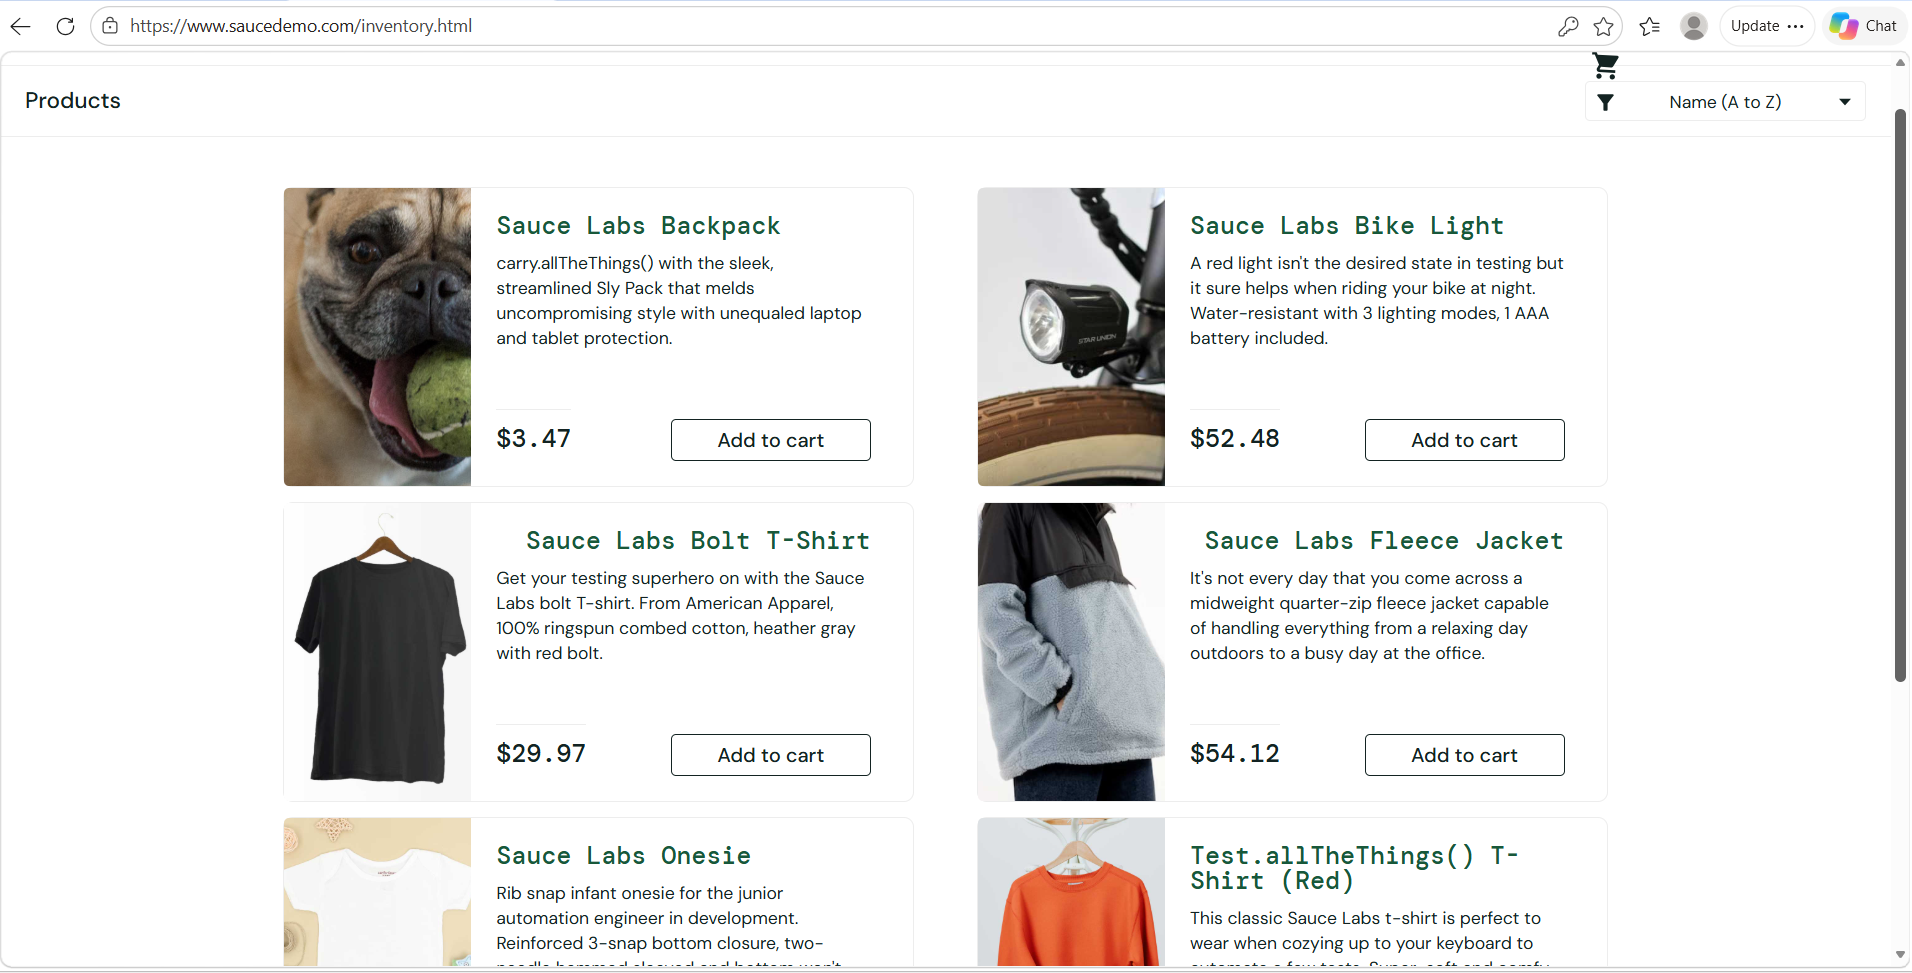 https://www.saucedemo.com/inventory.html
Update
Chat
Products
Name (A to Z)
Sauce Labs Backpack
carry.allTheThings() with the sleek,
streamlined Sly Pack that melds
uncompromising style with unequaled laptop
and tablet protection.
$3.47
Add to cart
STAR UNION
Sauce Labs Bike Light
A red light isn't the desired state in testing but
it sure helps when riding your bike at night.
Water-resistant with 3 lighting modes, 1 AAA
battery included.
$52.48
Add to cart
Sauce Labs Bolt T-Shirt
Get your testing superhero on with the Sauce
Labs bolt T-shirt. From American Apparel,
100% ringspun combed cotton, heather gray
with red bolt.
$29.97
Add to cart
Sauce Labs Fleece Jacket
It's not every day that you come across a
midweight quarter-zip fleece jacket capable
of handling everything from a relaxing day
outdoors to a busy day at the office.
$54.12
Add to cart
Sauce Labs Onesie
Rib snap infant onesie for the junior
automation engineer in development.
Reinforced 3-snap bottom closure, two-
Test.allTheThings() T-
Shirt (Red)
This classic Sauce Labs t-shirt is perfect to
wear when cozying up to your keyboard to